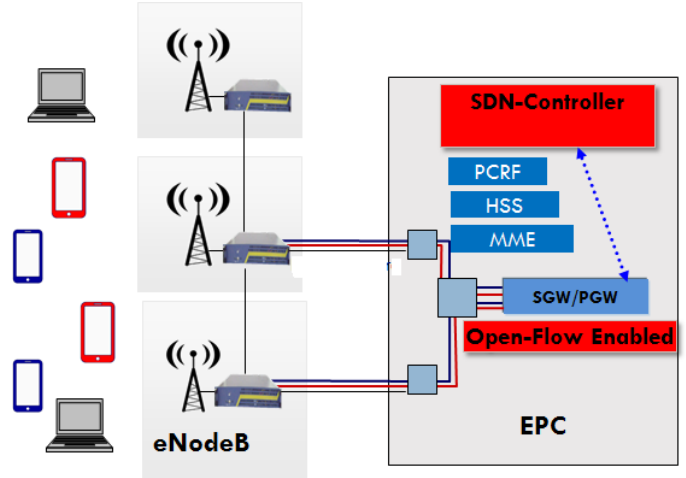 SDN-Controller
PCRF
HSS
MME
SGW/PGW
Open-Flow Enabled
EPC
eNodeB